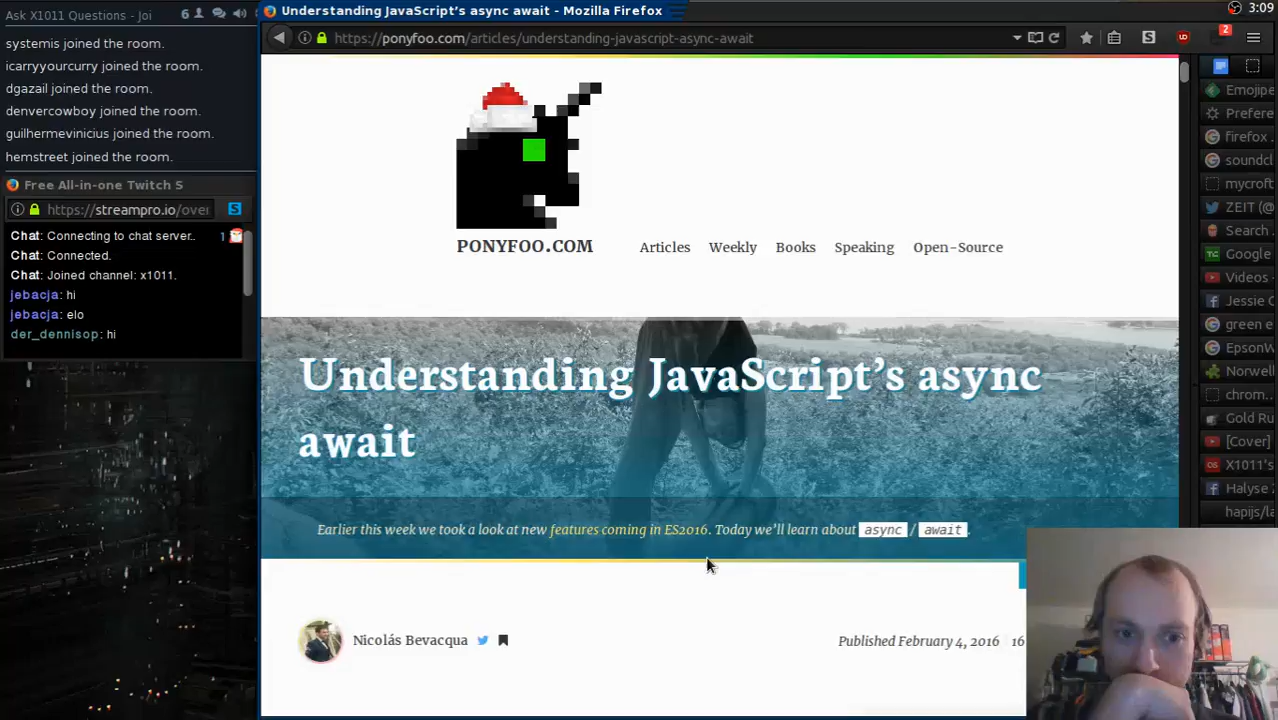 Ask X1011 Questions - Joi
6
systemis joined the room.
icarryyourcurry joined the room.
dgazail joined the room.
denvercowboy joined the room.
guilhermevinicius joined the room.
hemstreet joined the room.
Free All-in-one Twitch S
https://streampro.io/over
Chat: Connecting to chat server..
1
Chat: Connected.
Chat: Joined channel: x1011.
jebacja: hi
jebacja: elo
der_dennisop: hi
Understanding JavaScript's async await - Mozilla Firefox
3:09
https://ponyfoo.com/articles/understanding-javascript-async-await
2
PONYFOO.COM
Articles
Weekly
Books
Speaking
Open-Source
Understanding JavaScript’s async
await
Earlier this week we took a look at new features coming in ES2016. Today we’ll learn about async / await.
Nicolás Bevacqua
Published February 4, 2016
16
Emojipe
Prefere
firefox
soundcl
mycroft
ZEIT (@
Search
Google
Videos -
Jessie C
green e
EpsonW
Norwell
chrom...
Gold Ru
[Cover]
X1011's
Halyse
hapijs/la